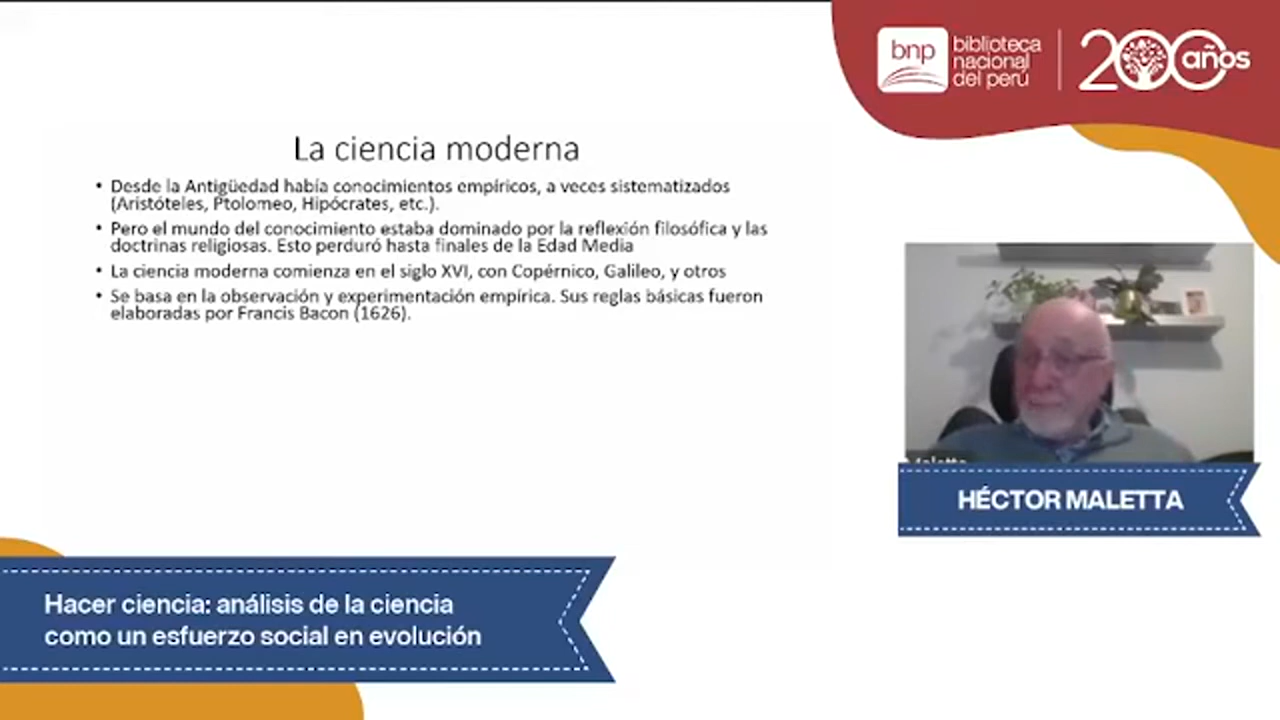 bnp
biblioteca
nacional
del perú
200 años
La ciencia moderna
• Desde la Antigüedad había conocimientos empíricos, a veces sistematizados
(Aristóteles, Ptolomeo, Hipócrates, etc.).
• Pero el mundo del conocimiento estaba dominado por la reflexión filosófica y las
doctrinas religiosas. Esto perduró hasta finales de la Edad Media
• La ciencia moderna comienza en el siglo XVI, con Copérnico, Galileo, y otros
• Se basa en la observación y experimentación empírica. Sus reglas básicas fueron
elaboradas por Francis Bacon (1626).
HÉCTOR MALETTA
Hacer ciencia: análisis de la ciencia
como un esfuerzo social en evolución